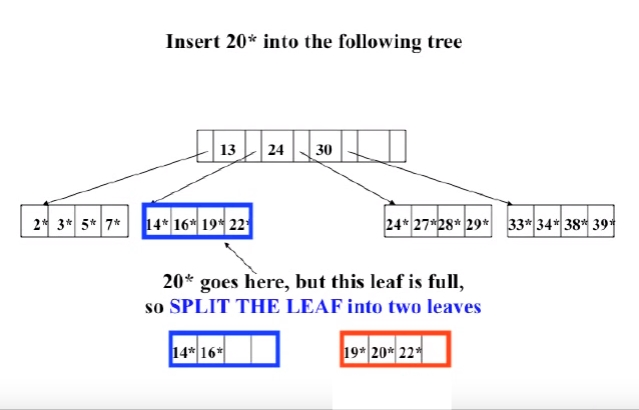 Insert 20* into the following tree
13 24 30
2* 3* 5* 7* 14* 16* 19* 22* 24* 27* 28* 29* 33* 34* 38* 39*
20* goes here, but this leaf is full,
so SPLIT THE LEAF into two leaves
14* 16* 19* 20* 22*